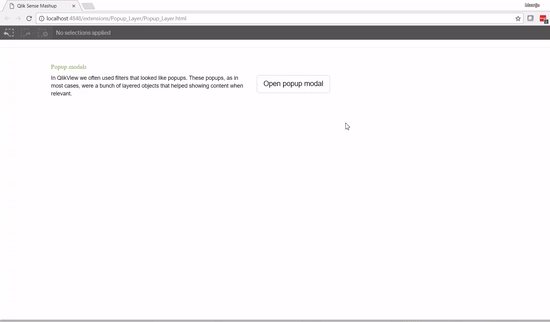 Qlik Sense Mashup
localhost:4848/extensions/Popup_Layer/Popup_Layer.html
No selections applied
Popup modals
In QlikView we often used filters that looked like popups. These popups, as in
most cases, were a bunch of layered objects that helped showing content when
relevant.
Open popup modal